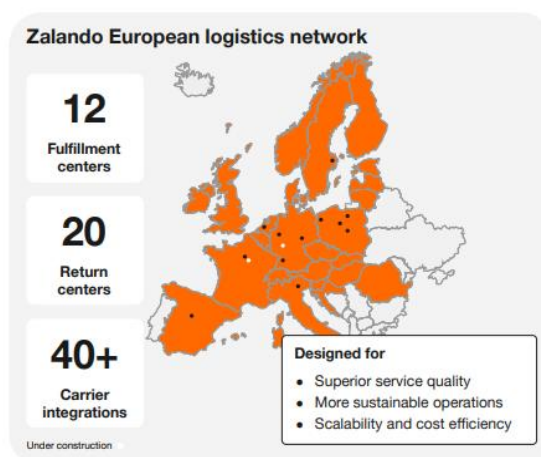 Zalando European logistics network
12
Fulfillment
centers
20
Return
centers
40+
Carrier
integrations
Under construction
Designed for
• Superior service quality
• More sustainable operations
• Scalability and cost efficiency